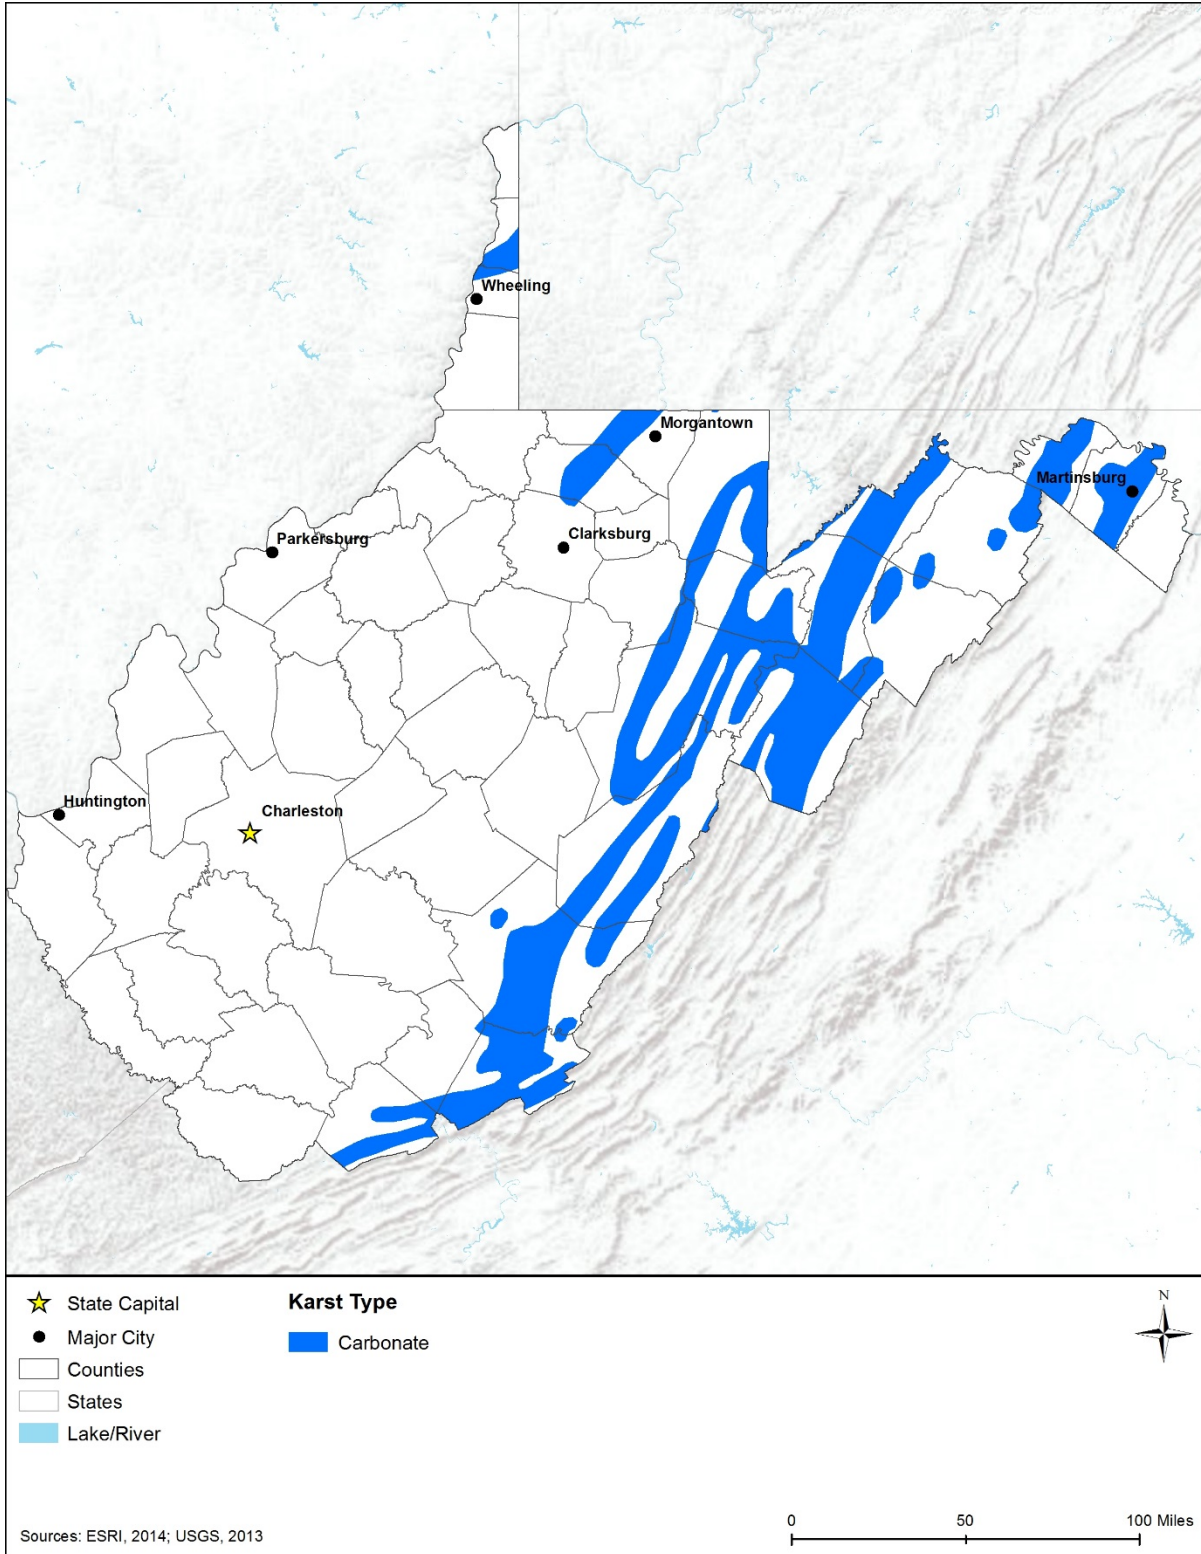 Wheeling
Morgantown
Martinsburg
Clarksburg
Parkersburg
Huntington
Charleston
State Capital
Major City
Counties
States
Lake/River
Karst Type
Carbonate
N
Sources: ESRI, 2014; USGS, 2013
0 50 100 Miles